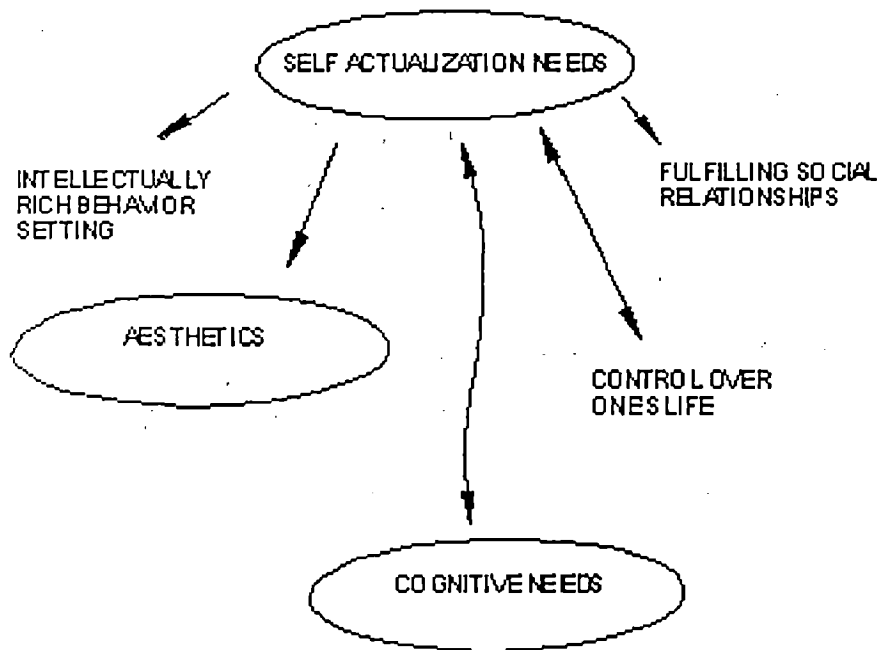 SELF ACTUALIZATION NEEDS
INTELLECTUALLY
RICH BEHAVIOR
SETTING
FULFILLING SOCIAL
RELATIONSHIPS
AESTHETICS
CONTROL OVER
ONES LIFE
COGNITIVE NEEDS